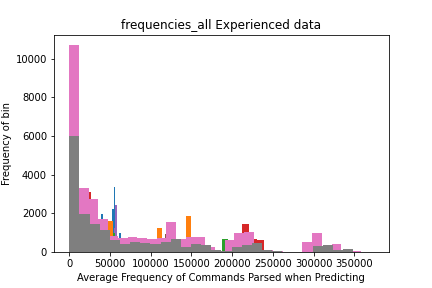 frequencies_all Experienced data
Frequency of bin
10000
8000
6000
4000
2000
0
0 50000 100000 150000 200000 250000 300000 350000
Average Frequency of Commands Parsed when Predicting